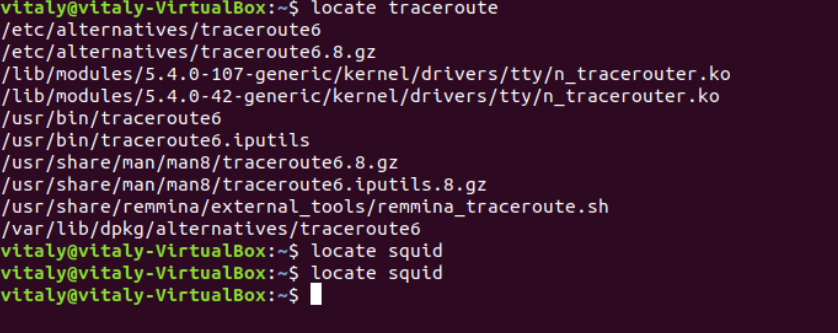 vitaly@vitaly-VirtualBox:~$ locate traceroute
/etc/alternatives/traceroute6
/etc/alternatives/traceroute6.8.gz
/lib/modules/5.4.0-107-generic/kernel/drivers/tty/n_tracerouter.ko
/lib/modules/5.4.0-42-generic/kernel/drivers/tty/n_tracerouter.ko
/usr/bin/traceroute6
/usr/bin/traceroute6.iputils
/usr/share/man/man8/traceroute6.8.gz
/usr/share/man/man8/traceroute6.iputils.8.gz
/usr/share/remmina/external_tools/remmina_traceroute.sh
/var/lib/dpkg/alternatives/traceroute6
vitaly@vitaly-VirtualBox:~$ locate squid
vitaly@vitaly-VirtualBox:~$ locate squid
vitaly@vitaly-VirtualBox:~$